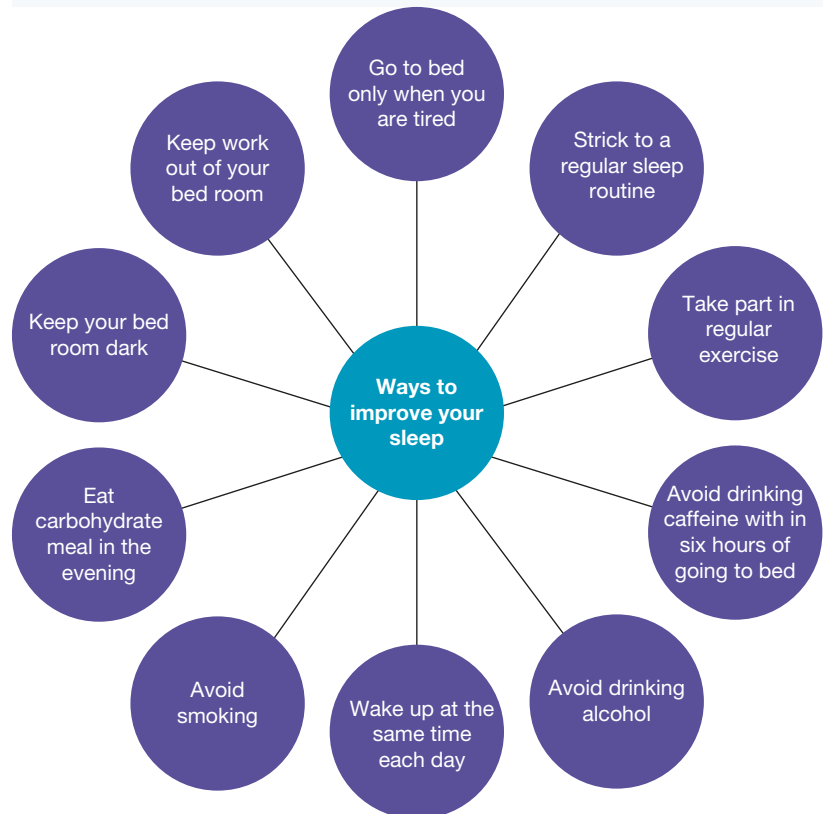 Go to bed
only when you
are tired
Strick to a
regular sleep
routine
Take part in
regular
exercise
Avoid drinking
caffeine with in
six hours of
going to bed
Avoid drinking
alcohol
Wake up at the
same time
each day
Avoid
smoking
Eat
carbohydrate
meal in the
evening
Keep your bed
room dark
Keep work
out of your
bed room
Ways to
improve your
sleep